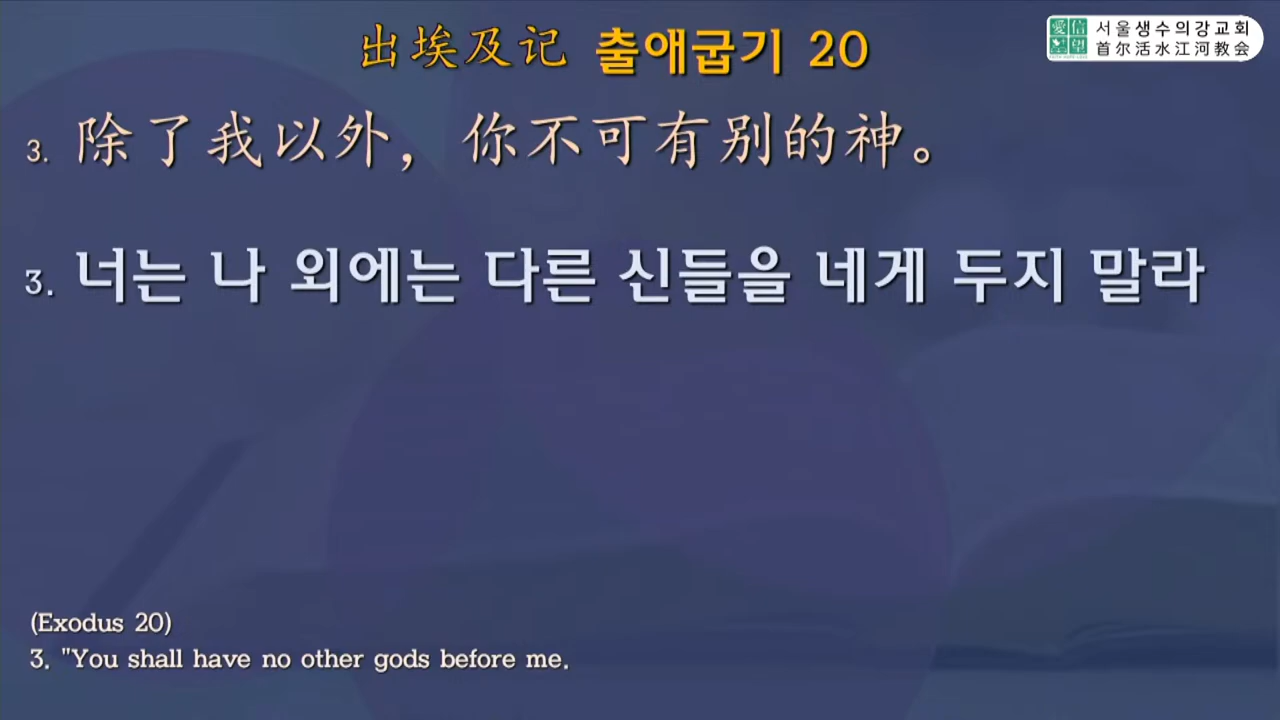 出埃及记 출애굽기 20
서울생수의강교회
首尔活水江河教会
3. 除了我以外，你不可有别的神。
3. 너는 나 외에는 다른 신들을 네게 두지 말라
(Exodus 20)
3. "You shall have no other gods before me.